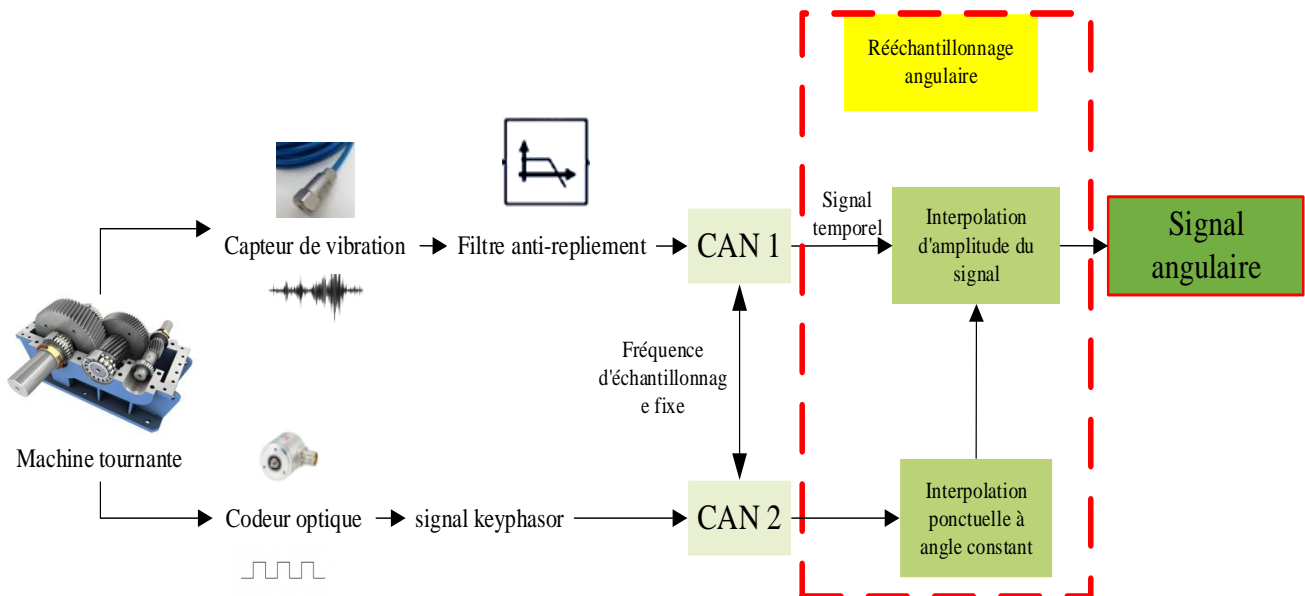 Rééchantillonnage
angulaire
Signal
temporel
Interpolation
d'amplitude du
signal
Signal
angulaire
Capteur de vibration
Filtre anti-repliement
CAN 1
Fréquence
d'échantillonnag
e fixe
Machine tournante
Codeur optique
signal keyphasor
CAN 2
Interpolation
ponctuelle à
angle constant